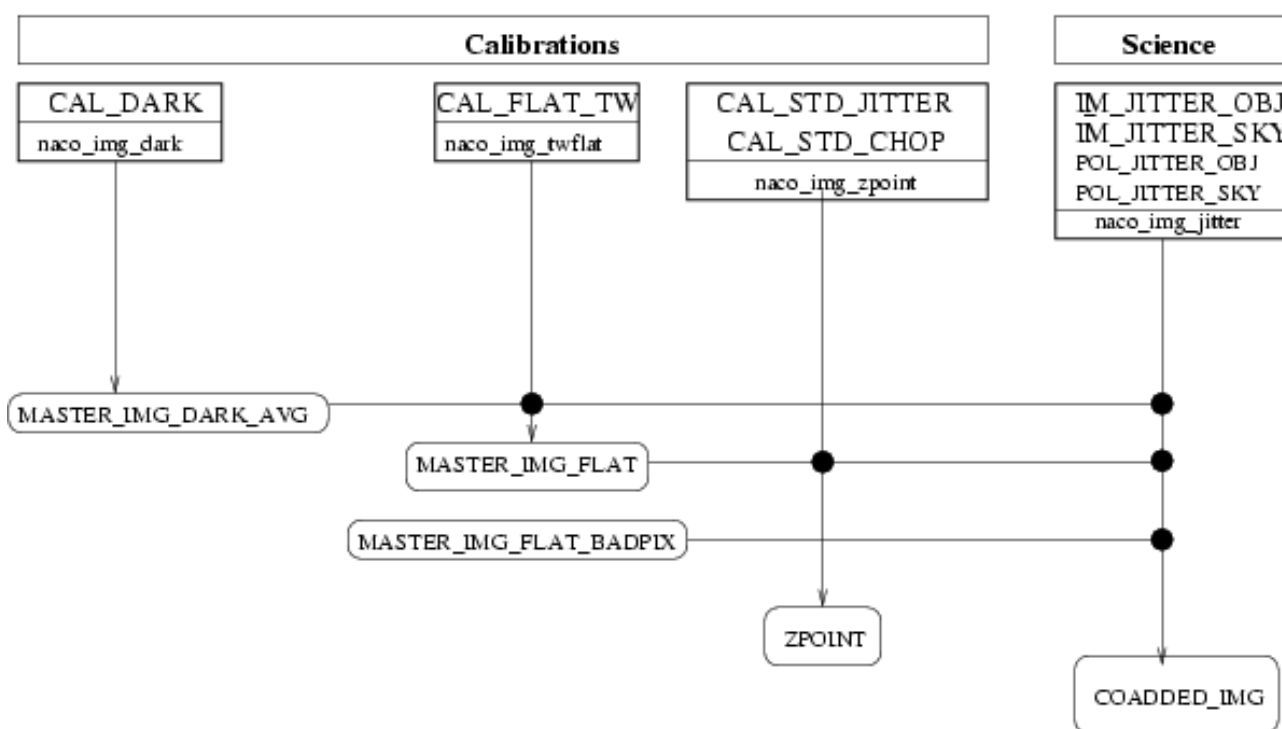 Calibrations
Science
CAL_DARK
naco_img_dark
CAL_FLAT_TW
naco_img_twflat
CAL_STD_JITTER
CAL_STD_CHOP
naco_img_zpoint
IM_JITTER_OBJ
IM_JITTER_SKY
POL_JITTER_OBJ
POL_JITTER_SKY
naco_img_jitter
MASTER_IMG_DARK_AVG
MASTER_IMG_FLAT
MASTER_IMG_FLAT_BADPIX
ZPOINT
COADDED_IMG